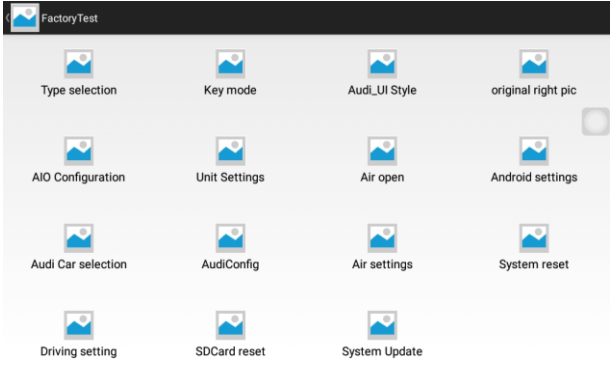 FactoryTest
Type selection
Key mode
Audi_UI Style
original right pic
AIO Configuration
Unit Settings
Air open
Android settings
Audi Car selection
AudiConfig
Air settings
System reset
Driving setting
SDCard reset
System Update